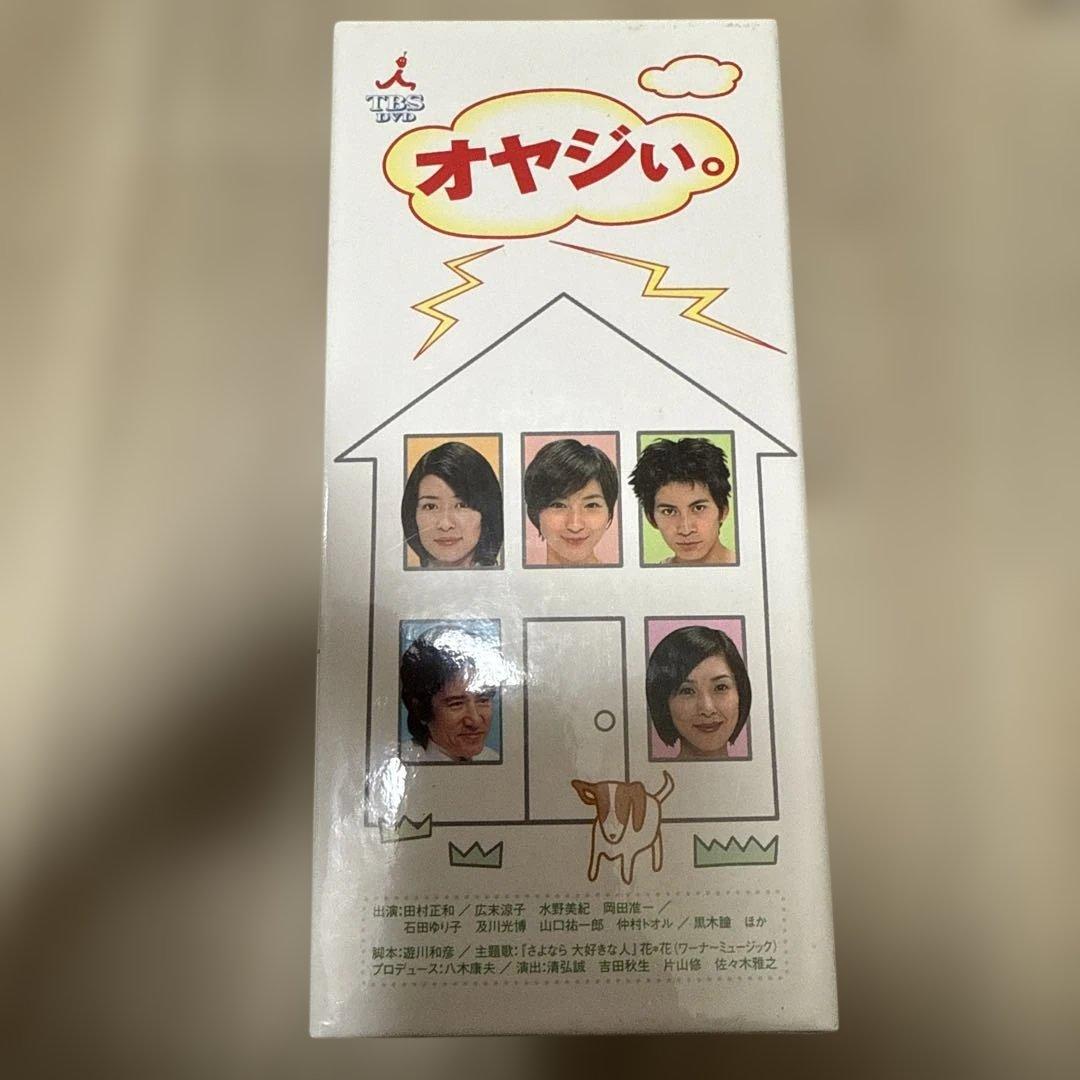 TBS
DVD
オヤジぃ。
出演:田村正和／広末涼子 水野美紀 岡田准一／
石田ゆり子 及川光博 山口祐一郎 仲村トオル／黒木瞳 ほか
脚本:遊川和彦／主題歌:「さよなら 大好きな人」花*花(ワーナーミュージック)
プロデュース:八木康夫／演出:清弘誠 吉田秋生 片山修 佐々木雅之